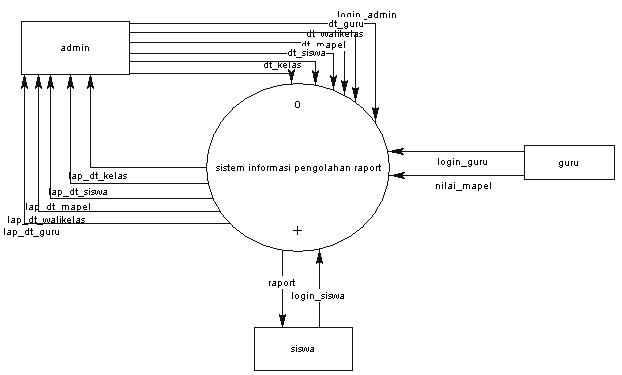 login_admin
dt_guru
dt_walikelas
dt_mapel
dt_siswa
dt_kelas
admin
0
sistem informasi pengolahan raport
+
login_guru
nilai_mapel
guru
lap_dt_kelas
lap_dt_siswa
lap_dt_mapel
lap_dt_walikelas
lap_dt_guru
raport
login_siswa
siswa